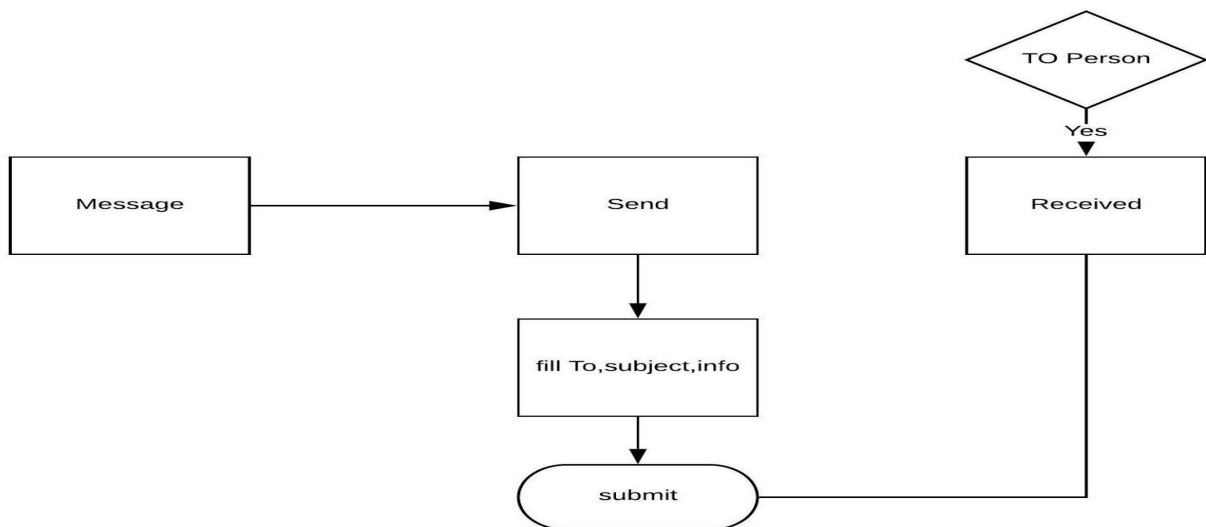 TO Person
Yes
Message
Send
Received
fill To,subject,info
submit